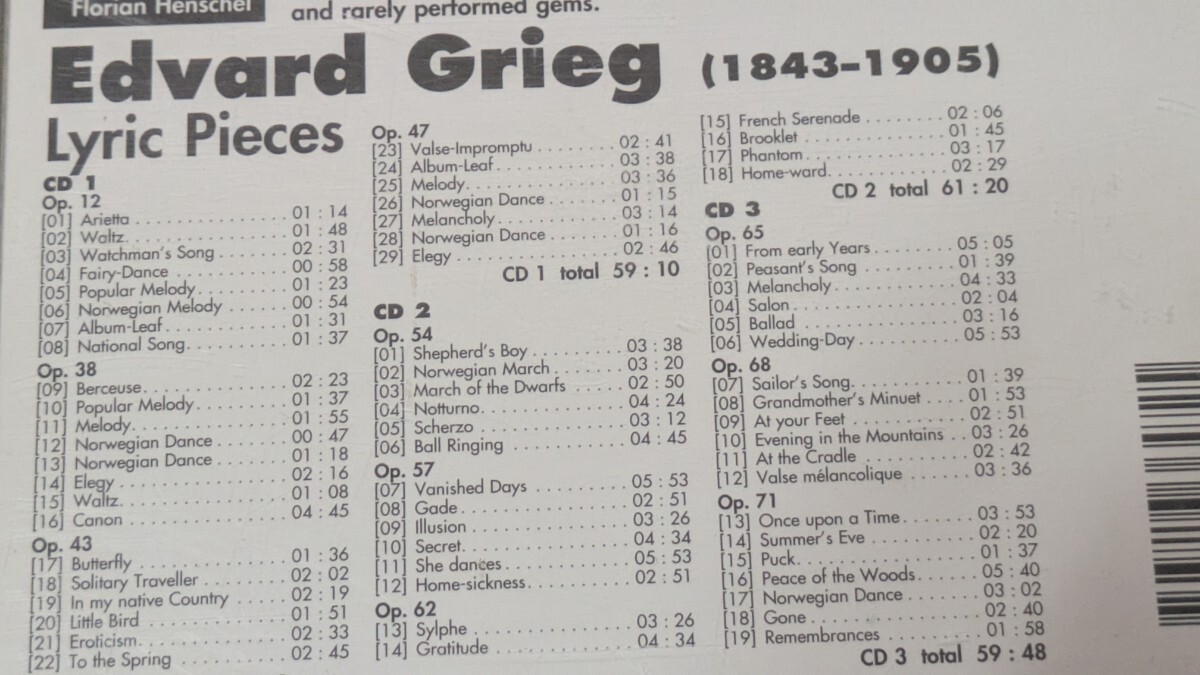 Florian Henschel
and rarely performed gems.
Edvard Grieg (1843-1905)
Lyric Pieces
CD 1
Op. 12
[01] Arietta . . . . . . . . . . . . . . . 01 : 14
[02] Waltz. . . . . . . . . . . . . . . . 01 : 48
[03] Watchman's Song . . . . . . . . 02 : 31
[04] Fairy-Dance . . . . . . . . . . . 00 : 58
[05] Popular Melody. . . . . . . . . 01 : 23
[06] Norwegian Melody . . . . . . 00 : 54
[07] Album-Leaf. . . . . . . . . . . . 01 : 31
[08] National Song. . . . . . . . . . 01 : 37
Op. 38
[09] Berceuse. . . . . . . . . . . . . . 02 : 23
[10] Popular Melody. . . . . . . . . 01 : 37
[11] Melody. . . . . . . . . . . . . . . 01 : 55
[12] Norwegian Dance . . . . . . . 00 : 47
[13] Norwegian Dance . . . . . . . 01 : 18
[14] Elegy . . . . . . . . . . . . . . . . 02 : 16
[15] Waltz. . . . . . . . . . . . . . . . 01 : 08
[16] Canon . . . . . . . . . . . . . . . 04 : 45
Op. 43
[17] Butterfly . . . . . . . . . . . . . . 01 : 36
[18] Solitary Traveller . . . . . . . . 02 : 02
[19] In my native Country . . . . . 02 : 19
[20] Little Bird . . . . . . . . . . . . . 01 : 51
[21] Eroticism. . . . . . . . . . . . . . 02 : 33
[22] To the Spring . . . . . . . . . . . 02 : 45
Op. 47
[23] Valse-Impromptu . . . . . . . . 02 : 41
[24] Album-Leaf. . . . . . . . . . . . 03 : 38
[25] Melody. . . . . . . . . . . . . . . 03 : 36
[26] Norwegian Dance . . . . . . . 01 : 15
[27] Melancholy . . . . . . . . . . . . 03 : 14
[28] Norwegian Dance . . . . . . . 01 : 16
[29] Elegy . . . . . . . . . . . . . . . . 02 : 46
CD 1 total 59 : 10
CD 2
Op. 54
[01] Shepherd's Boy . . . . . . . . . 03 : 38
[02] Norwegian March . . . . . . . 03 : 20
[03] March of the Dwarfs . . . . . 02 : 50
[04] Notturno. . . . . . . . . . . . . . 04 : 24
[05] Scherzo . . . . . . . . . . . . . . 03 : 12
[06] Ball Ringing . . . . . . . . . . . 04 : 45
Op. 57
[07] Vanished Days . . . . . . . . . 05 : 53
[08] Gade. . . . . . . . . . . . . . . . 02 : 51
[09] Illusion . . . . . . . . . . . . . . . 03 : 26
[10] Secret. . . . . . . . . . . . . . . . 04 : 34
[11] She dances. . . . . . . . . . . . 05 : 53
[12] Home-sickness. . . . . . . . . . 02 : 51
Op. 62
[13] Sylphe . . . . . . . . . . . . . . . 03 : 26
[14] Gratitude . . . . . . . . . . . . . 04 : 34
[15] French Serenade . . . . . . . . 02 : 06
[16] Brooklet . . . . . . . . . . . . . . 01 : 45
[17] Phantom. . . . . . . . . . . . . . 03 : 17
[18] Home-ward. . . . . . . . . . . . 02 : 29
CD 2 total 61 : 20
CD 3
Op. 65
[01] From early Years . . . . . . . . 05 : 05
[02] Peasant's Song . . . . . . . . . 01 : 39
[03] Melancholy . . . . . . . . . . . . 04 : 33
[04] Salon. . . . . . . . . . . . . . . . 02 : 04
[05] Ballad . . . . . . . . . . . . . . . 03 : 16
[06] Wedding-Day . . . . . . . . . . 05 : 53
Op. 68
[07] Sailor's Song. . . . . . . . . . . 01 : 39
[08] Grandmother's Minuet . . . . 01 : 53
[09] At your Feet . . . . . . . . . . . 02 : 51
[10] Evening in the Mountains . . 03 : 26
[11] At the Cradle . . . . . . . . . . 02 : 42
[12] Valse mélancolique . . . . . . 03 : 36
Op. 71
[13] Once upon a Time. . . . . . . 03 : 53
[14] Summer's Eve . . . . . . . . . . 02 : 20
[15] Puck. . . . . . . . . . . . . . . . . 01 : 37
[16] Peace of the Woods. . . . . . 05 : 40
[17] Norwegian Dance . . . . . . . 03 : 02
[18] Gone . . . . . . . . . . . . . . . . 02 : 40
[19] Remembrances . . . . . . . . . 01 : 58
CD 3 total 59 : 48